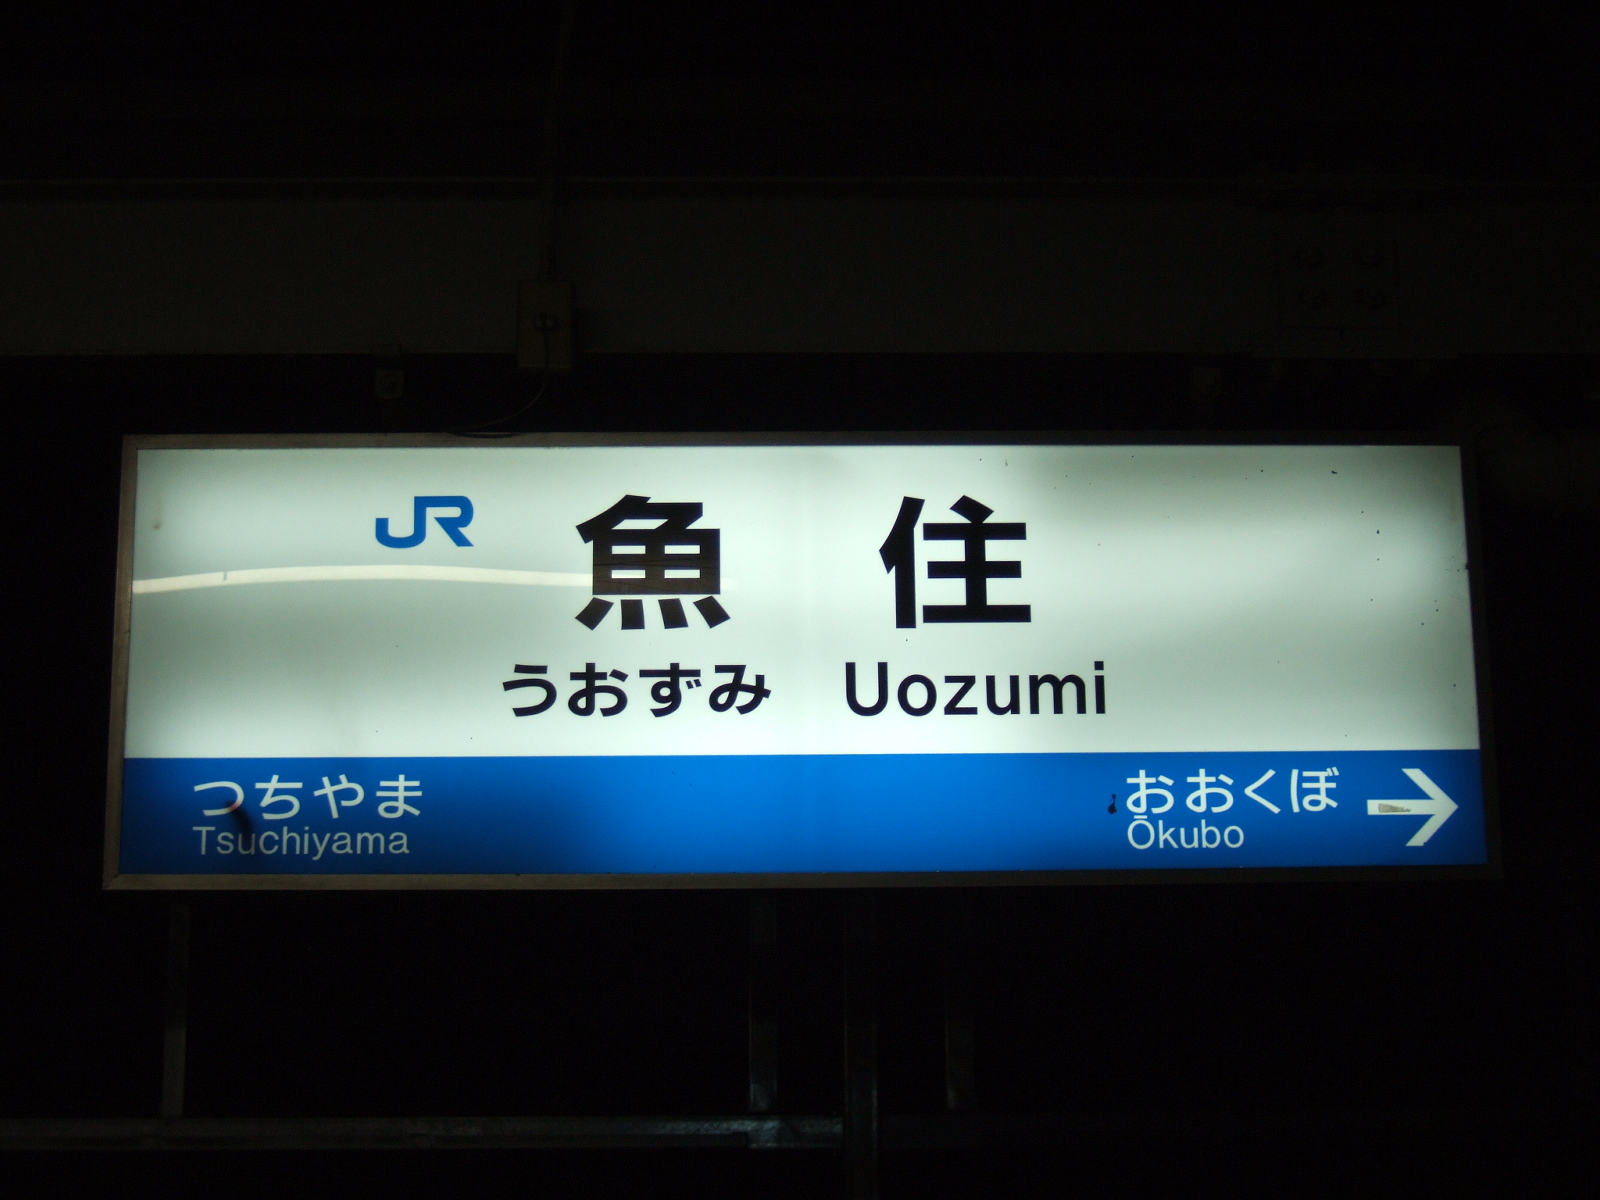 JR 魚住
うおずみ Uozumi
つちやま おおくぼ →
Tsuchiyama Ōkubo